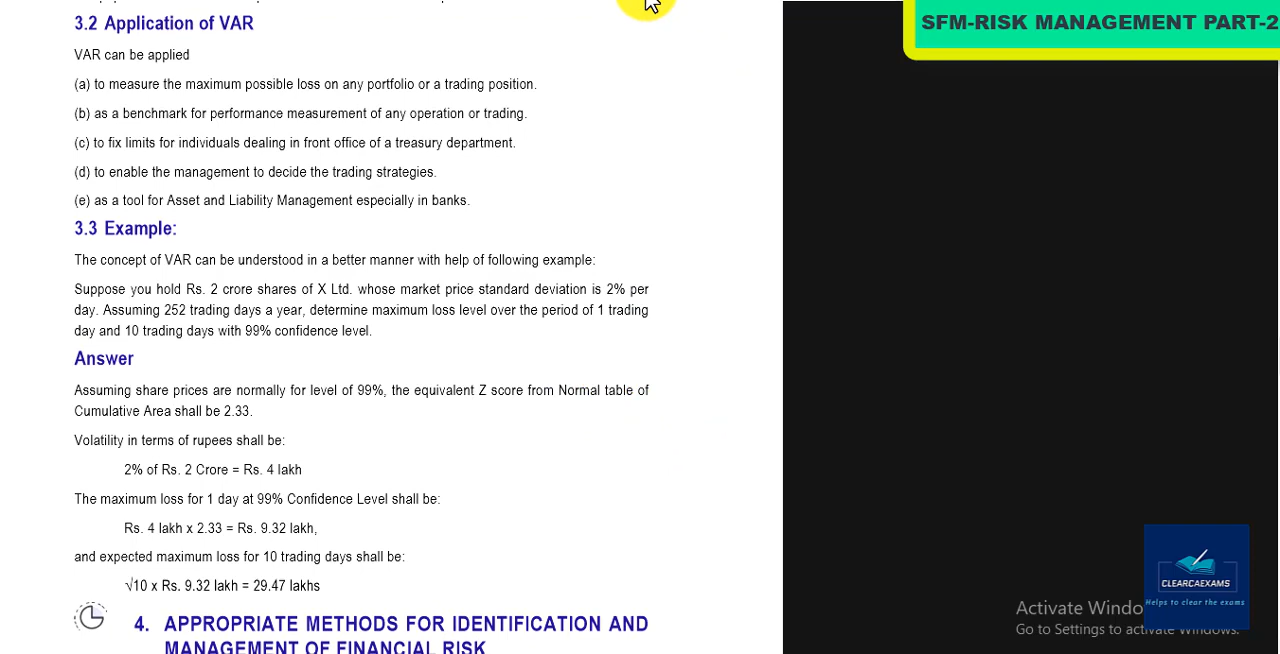 3.2 Application of VAR
SFM-RISK MANAGEMENT PART-2
VAR can be applied
(a) to measure the maximum possible loss on any portfolio or a trading position.
(b) as a benchmark for performance measurement of any operation or trading.
(c) to fix limits for individuals dealing in front office of a treasury department.
(d) to enable the management to decide the trading strategies.
(e) as a tool for Asset and Liability Management especially in banks.
3.3 Example:
The concept of VAR can be understood in a better manner with help of following example:
Suppose you hold Rs. 2 crore shares of X Ltd. whose market price standard deviation is 2% per
day. Assuming 252 trading days a year, determine maximum loss level over the period of 1 trading
day and 10 trading days with 99% confidence level.
Answer
Assuming share prices are normally for level of 99%, the equivalent Z score from Normal table of
Cumulative Area shall be 2.33.
Volatility in terms of rupees shall be:
2% of Rs. 2 Crore = Rs. 4 lakh
The maximum loss for 1 day at 99% Confidence Level shall be:
Rs. 4 lakh x 2.33 = Rs. 9.32 lakh,
and expected maximum loss for 10 trading days shall be:
√10 x Rs. 9.32 lakh = 29.47 lakhs
4. APPROPRIATE METHODS FOR IDENTIFICATION AND
MANAGEMENT OF FINANCIAL RISK
CLEARCAEXAMS
Helps to clear the exams
Activate Windo
Go to Settings to activate Windows.